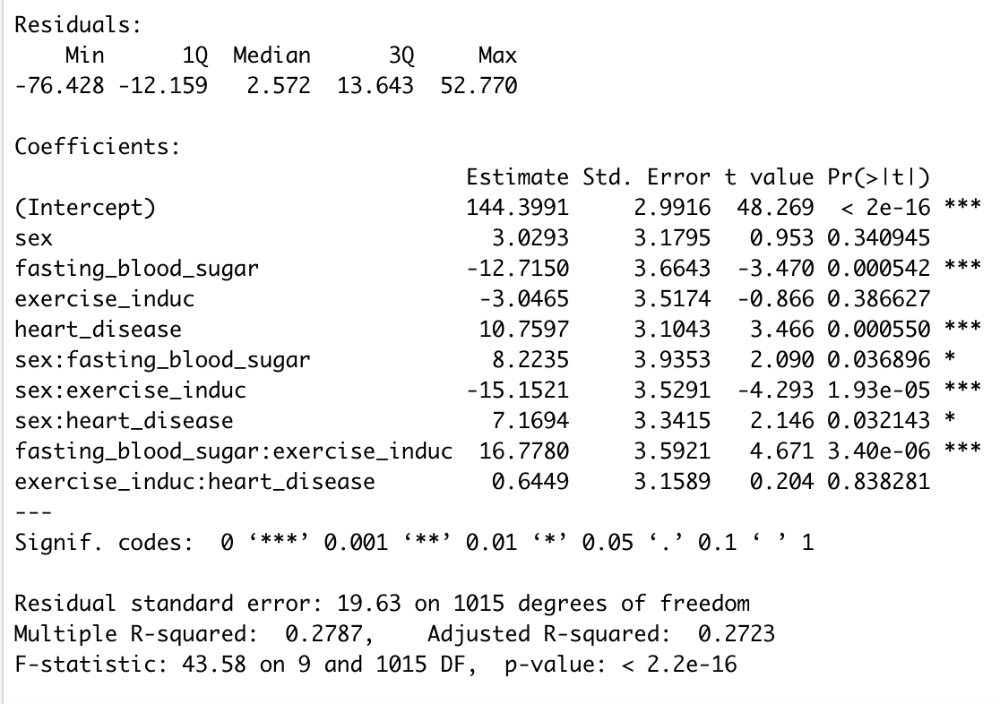 Residuals:
    Min      1Q  Median      3Q     Max
-76.428 -12.159   2.572  13.643  52.770
Coefficients:
                                   Estimate Std. Error t value Pr(>|t|)
(Intercept)                        144.3991     2.9916  48.269  < 2e-16 ***
sex                                  3.0293     3.1795   0.953 0.340945
fasting_blood_sugar                -12.7150     3.6643  -3.470 0.000542 ***
exercise_induc                      -3.0465     3.5174  -0.866 0.386627
heart_disease                       10.7597     3.1043   3.466 0.000550 ***
sex:fasting_blood_sugar              8.2235     3.9353   2.090 0.036896 *
sex:exercise_induc                 -15.1521     3.5291  -4.293 1.93e-05 ***
sex:heart_disease                    7.1694     3.3415   2.146 0.032143 *
fasting_blood_sugar:exercise_induc  16.7780     3.5921   4.671 3.40e-06 ***
exercise_induc:heart_disease         0.6449     3.1589   0.204 0.838281
---
Signif. codes:  0 ‘***’ 0.001 ‘**’ 0.01 ‘*’ 0.05 ‘.’ 0.1 ‘ ’ 1
Residual standard error: 19.63 on 1015 degrees of freedom
Multiple R-squared:  0.2787,	Adjusted R-squared:  0.2723
F-statistic: 43.58 on 9 and 1015 DF,  p-value: < 2.2e-16